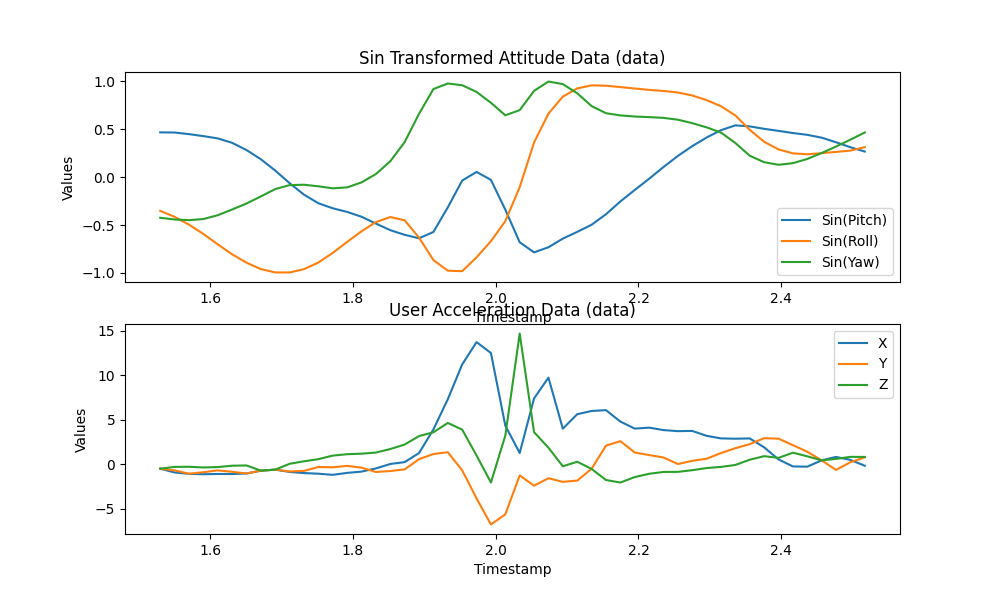 Sin Transformed Attitude Data (data)
1.0
0.5
0.0
−0.5
−1.0
Values
Sin(Pitch)
Sin(Roll)
Sin(Yaw)
1.6 1.8 2.0 2.2 2.4
Timestamp
User Acceleration Data (data)
15
10
5
0
−5
Values
X
Y
Z
1.6 1.8 2.0 2.2 2.4
Timestamp